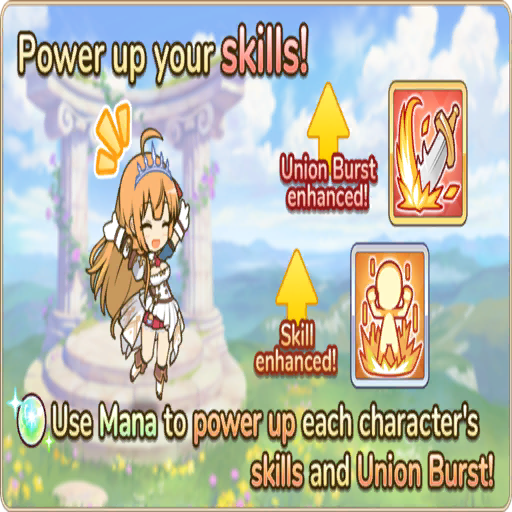 Power up your skills!
Union Burst
enhanced!
Skill
enhanced!
Use Mana to power up each character's
skills and Union Burst!